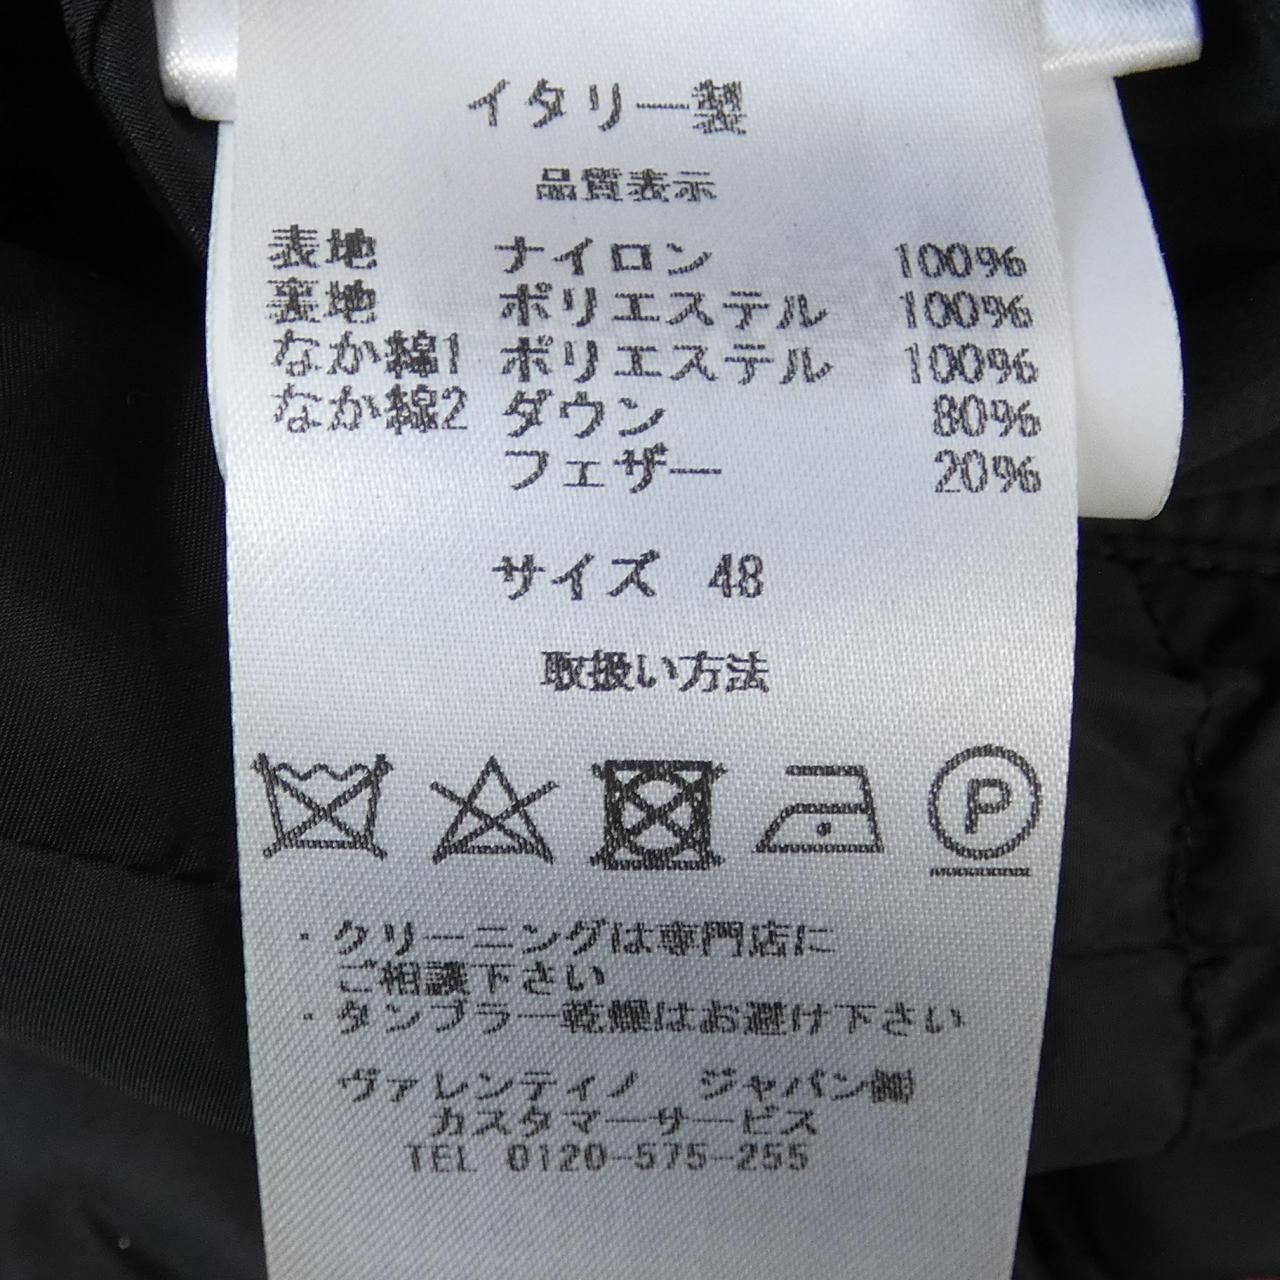 イタリー製
品質表示
表地 ナイロン 100%
裏地 ポリエステル 100%
なか綿1 ポリエステル 100%
なか綿2 ダウン 80%
フェザー 20%
サイズ 48
取扱い方法
P
・クリーニングは専門店に
ご相談下さい
・タンブラー乾燥はお避け下さい
ヴァレンティノ ジャパン㈱
カスタマーサービス
TEL 0120-575-255